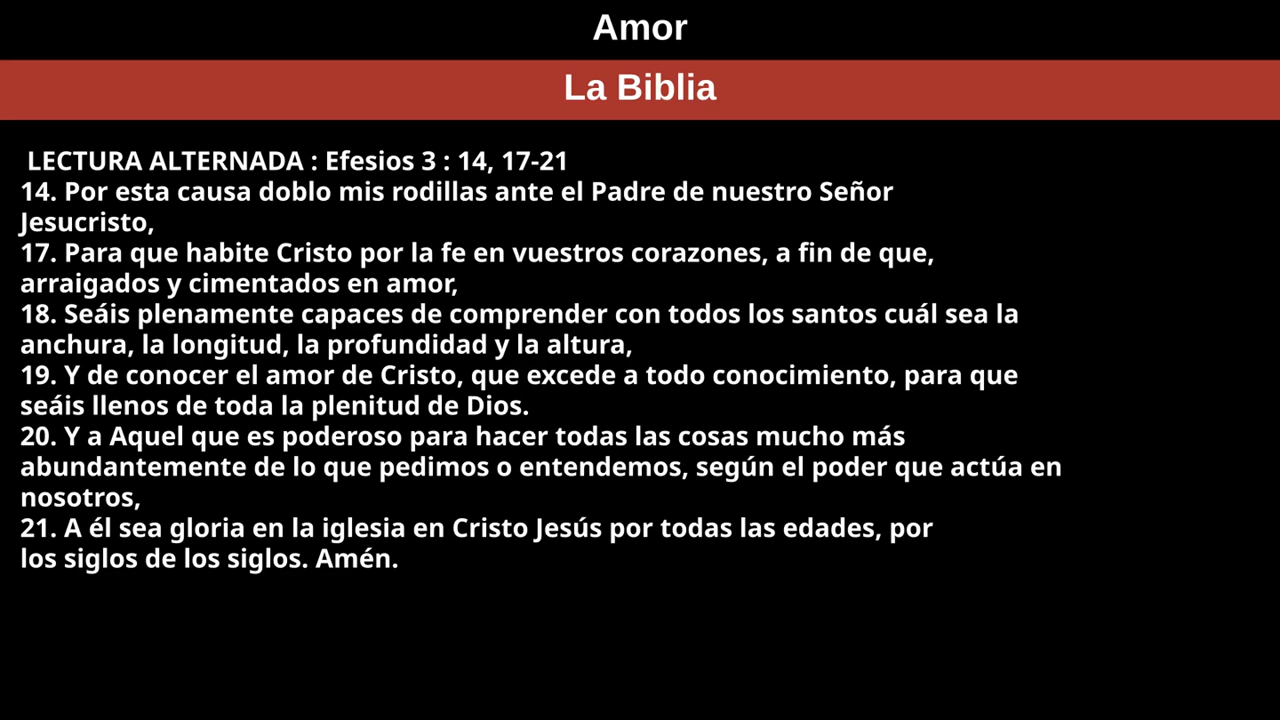 Amor
La Biblia
LECTURA ALTERNADA : Efesios 3 : 14, 17-21
14. Por esta causa doblo mis rodillas ante el Padre de nuestro Señor
Jesucristo,
17. Para que habite Cristo por la fe en vuestros corazones, a fin de que,
arraigados y cimentados en amor,
18. Seáis plenamente capaces de comprender con todos los santos cuál sea la
anchura, la longitud, la profundidad y la altura,
19. Y de conocer el amor de Cristo, que excede a todo conocimiento, para que
seáis llenos de toda la plenitud de Dios.
20. Y a Aquel que es poderoso para hacer todas las cosas mucho más
abundantemente de lo que pedimos o entendemos, según el poder que actúa en
nosotros,
21. A él sea gloria en la iglesia en Cristo Jesús por todas las edades, por
los siglos de los siglos. Amén.